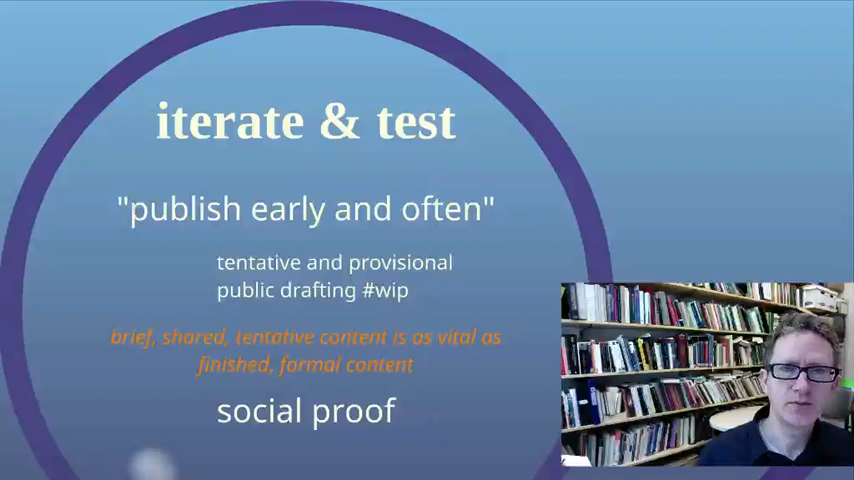 iterate & test
"publish early and often"
tentative and provisional
public drafting #wip
brief, shared, tentative content is as vital as
finished, formal content
social proof